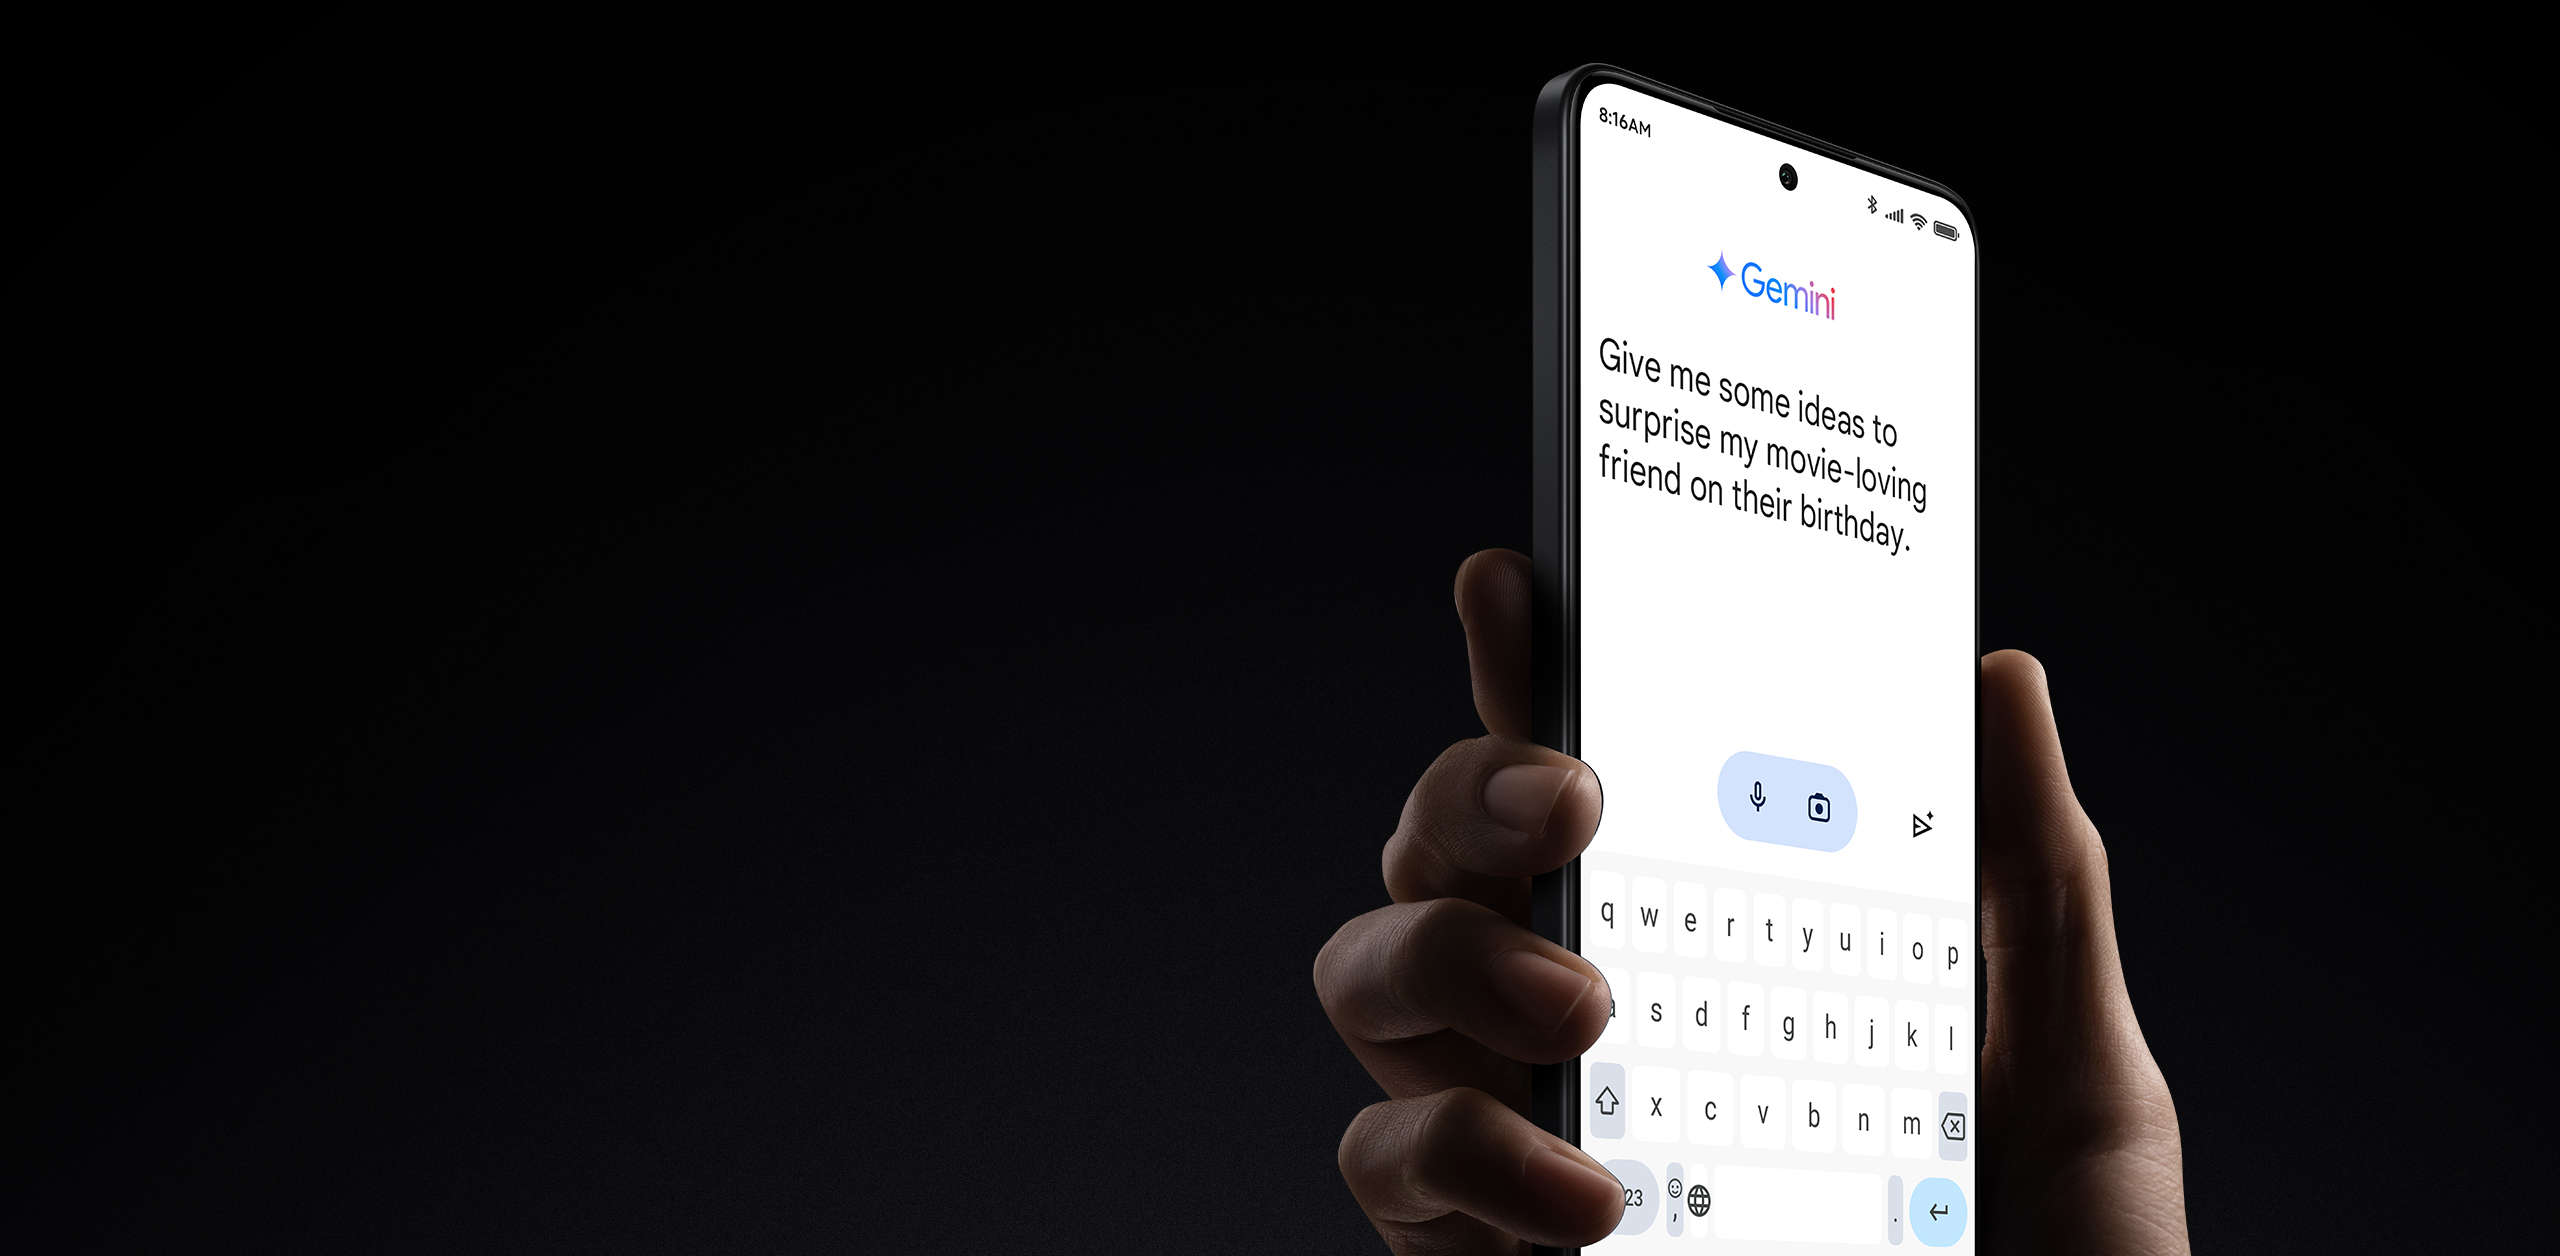 8:16AM
Gemini
Give me some ideas to
surprise my movie-loving
friend on their birthday.
q w e r t y u i o p
a s d f g h j k l
x c v b n m
23 , .